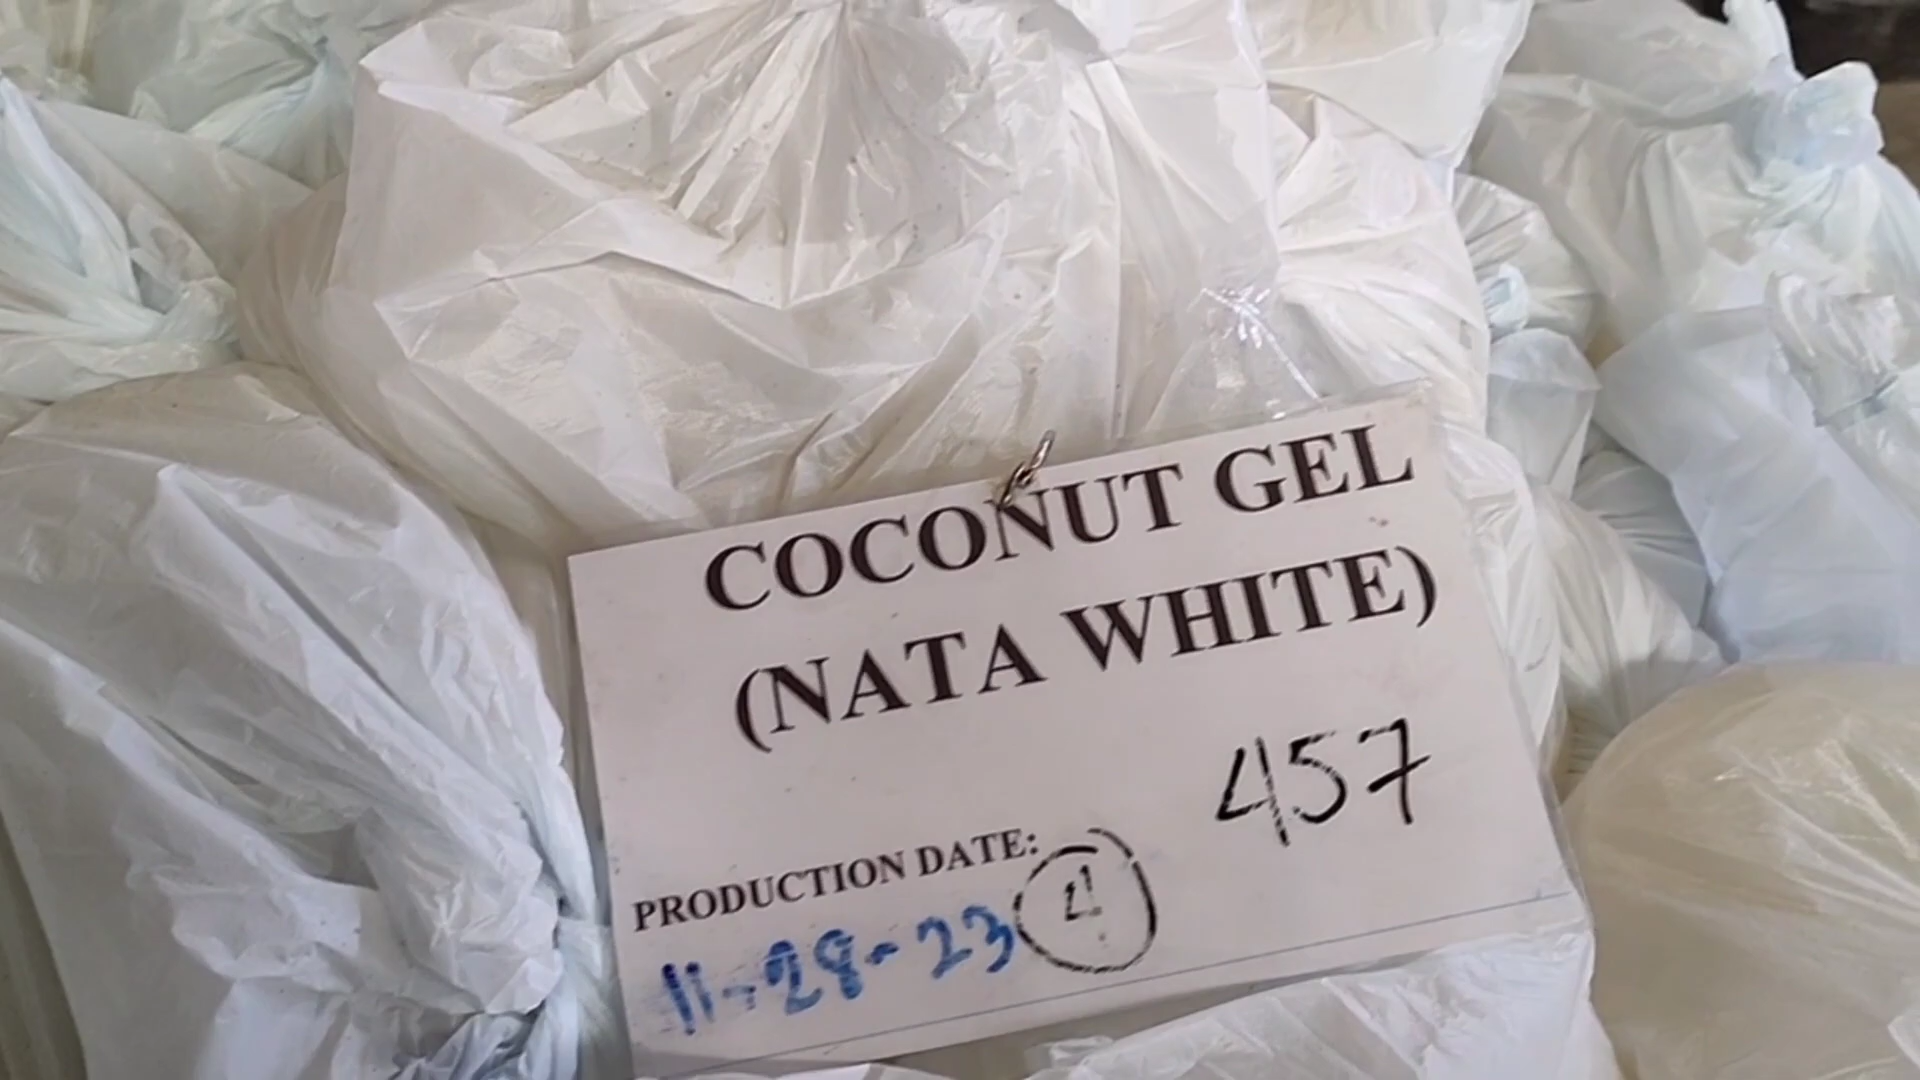 COCONUT GEL
(NATA WHITE)
457
PRODUCTION DATE:
11-28-23 4